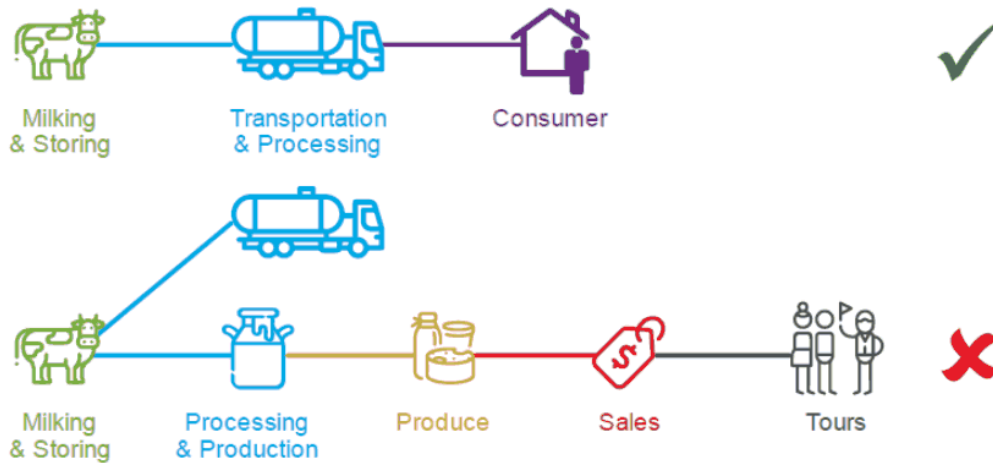 Milking
& Storing
Transportation
& Processing
Consumer
$
Milking
& Storing
Processing
& Production
Produce
Sales
Tours